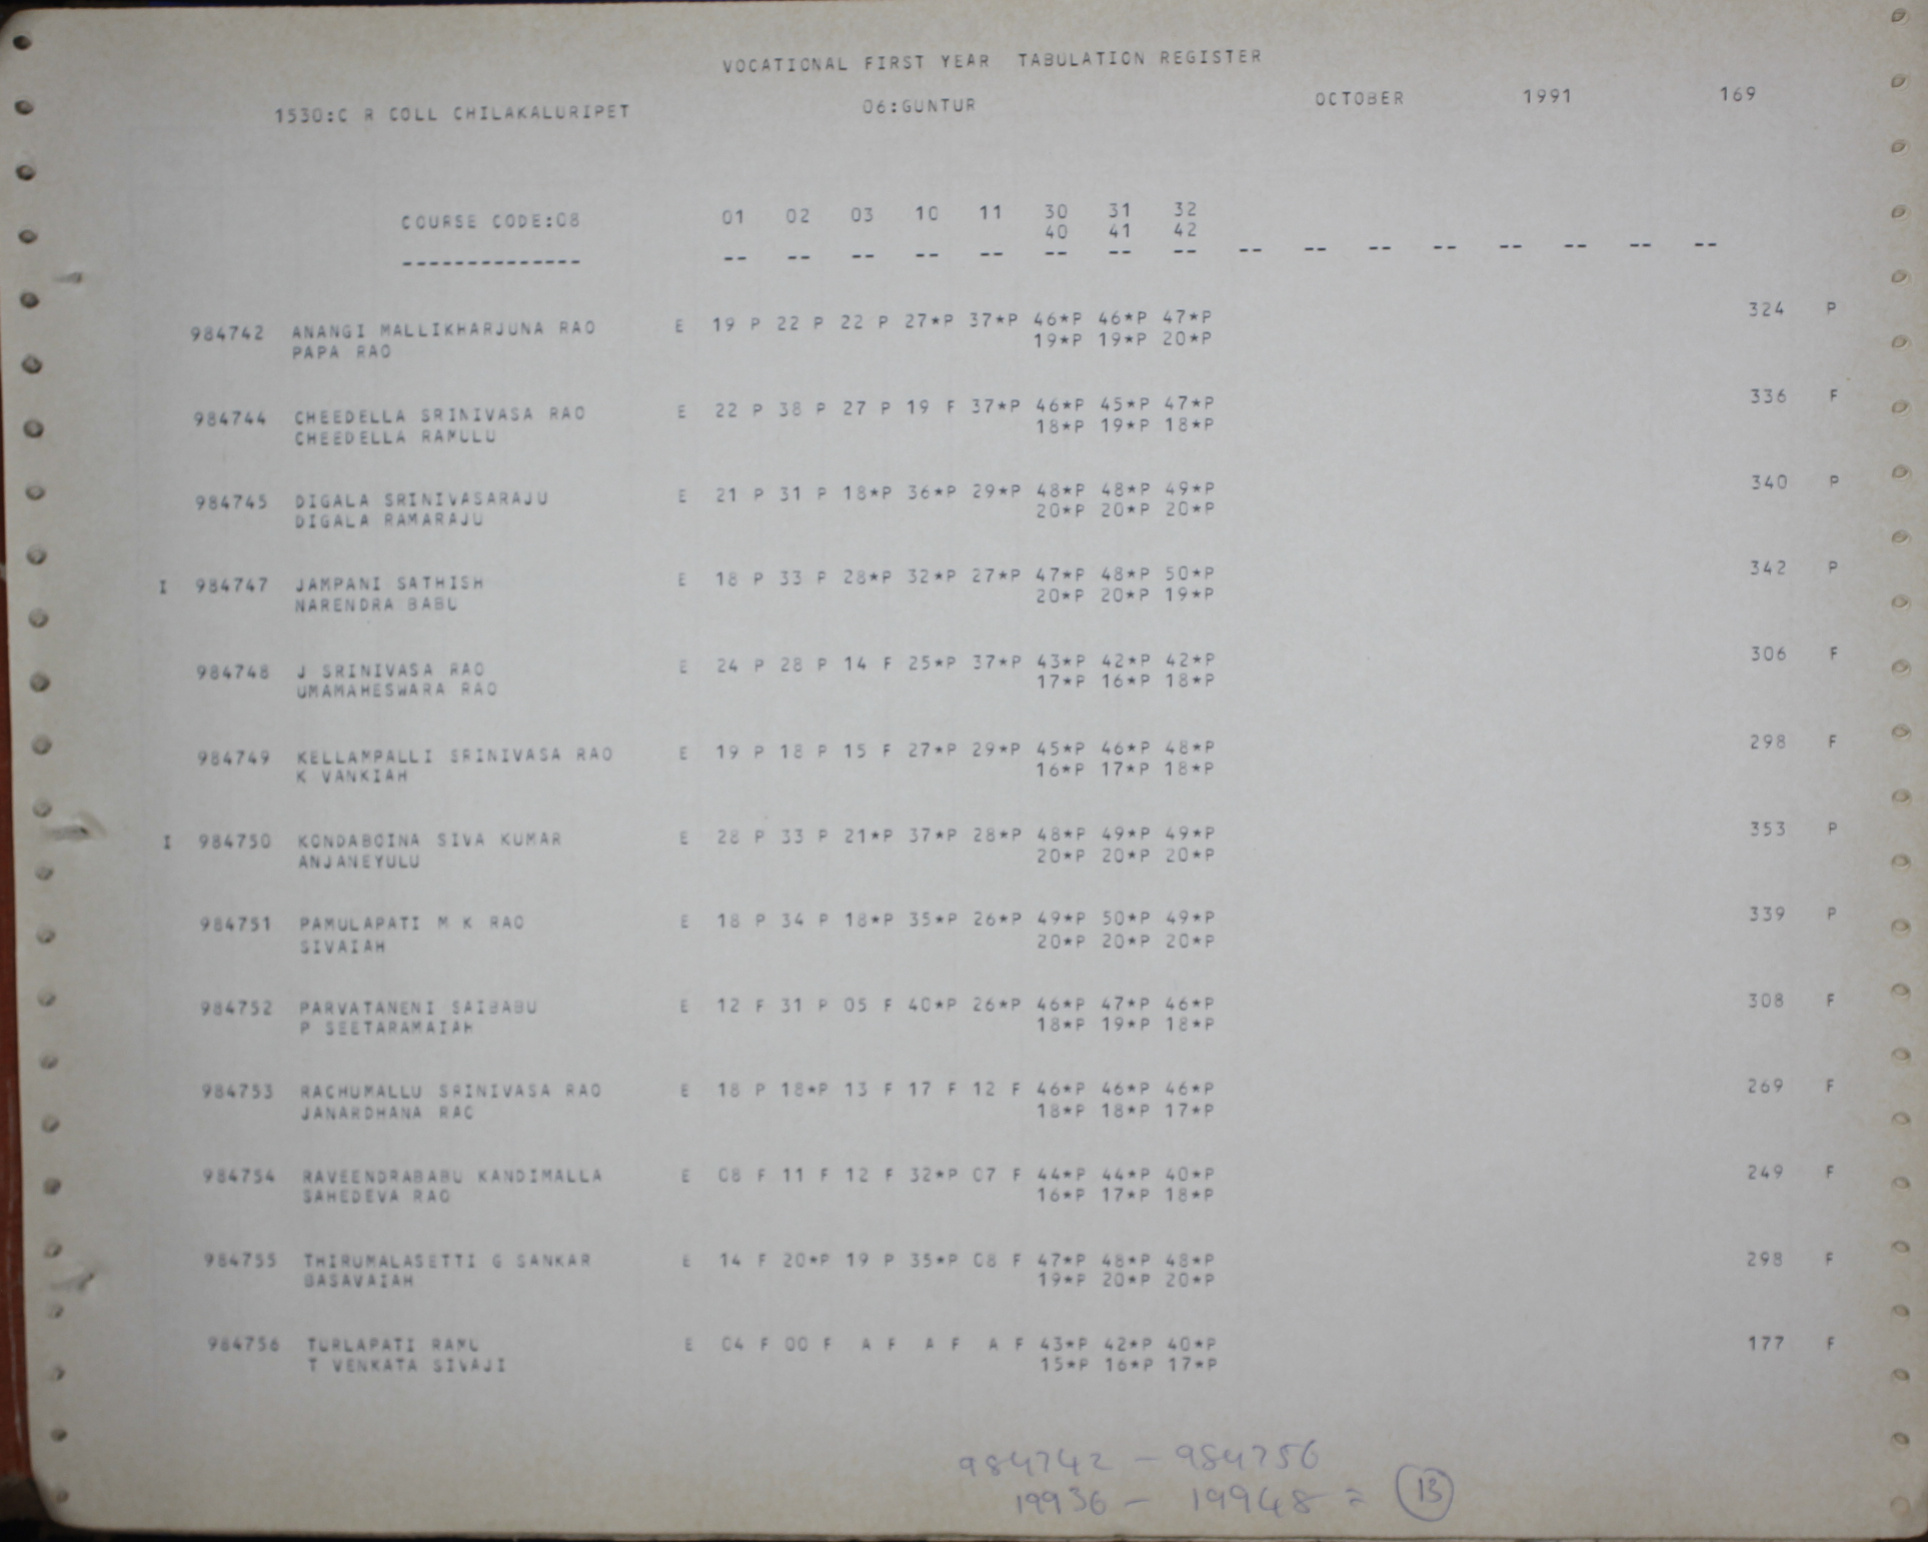 VOCATIONAL FIRST YEAR TABULATION REGISTER
1530:C R COLL CHILAKALURIPET 06:GUNTUR OCTOBER 1991 169
COURSE CODE:08 01 02 03 10 11 30 31 32
40 41 42
-------------- -- -- -- -- -- -- -- -- -- -- -- -- -- -- -- --
984742 ANANGI MALLIKHARJUNA RAO E 19 P 22 P 22 P 27*P 37*P 46*P 46*P 47*P 324 P
PAPA RAO 19*P 19*P 20*P
984744 CHEEDELLA SRINIVASA RAO E 22 P 38 P 27 P 19 F 37*P 46*P 45*P 47*P 336 F
CHEEDELLA RAMULU 18*P 19*P 18*P
984745 DIGALA SRINIVASARAJU E 21 P 31 P 18*P 36*P 29*P 48*P 48*P 49*P 340 P
DIGALA RAMARAJU 20*P 20*P 20*P
I 984747 JAMPANI SATHISH E 18 P 33 P 28*P 32*P 27*P 47*P 48*P 50*P 342 P
NARENDRA BABU 20*P 20*P 19*P
984748 J SRINIVASA RAO E 24 P 28 P 14 F 25*P 37*P 43*P 42*P 42*P 306 F
UMAMAHESWARA RAO 17*P 16*P 18*P
984749 KELLAMPALLI SRINIVASA RAO E 19 P 18 P 15 F 27*P 29*P 45*P 46*P 48*P 298 F
K VANKIAH 16*P 17*P 18*P
I 984750 KONDABOINA SIVA KUMAR E 28 P 33 P 21*P 37*P 28*P 48*P 49*P 49*P 353 P
ANJANEYULU 20*P 20*P 20*P
984751 PAMULAPATI M K RAO E 18 P 34 P 18*P 35*P 26*P 49*P 50*P 49*P 339 P
SIVAIAH 20*P 20*P 20*P
984752 PARVATANENI SAIBABU E 12 F 31 P 05 F 40*P 26*P 46*P 47*P 46*P 308 F
P SEETARAMAIAH 18*P 19*P 18*P
984753 RACHUMALLU SRINIVASA RAO E 18 P 18*P 13 F 17 F 12 F 46*P 46*P 46*P 269 F
JANARDHANA RAO 18*P 18*P 17*P
984754 RAVEENDRABABU KANDIMALLA E 08 F 11 F 12 F 32*P 07 F 44*P 44*P 40*P 249 F
SAHEDEVA RAO 16*P 17*P 18*P
984755 THIRUMALASETTI G SANKAR E 14 F 20*P 19 P 35*P 08 F 47*P 48*P 48*P 298 F
BASAVAIAH 19*P 20*P 20*P
984756 TURLAPATI RAMU E 04 F 00 F A F A F A F 43*P 42*P 40*P 177 F
T VENKATA SIVAJI 15*P 16*P 17*P
984742 - 984756
19936 - 19948 = 13